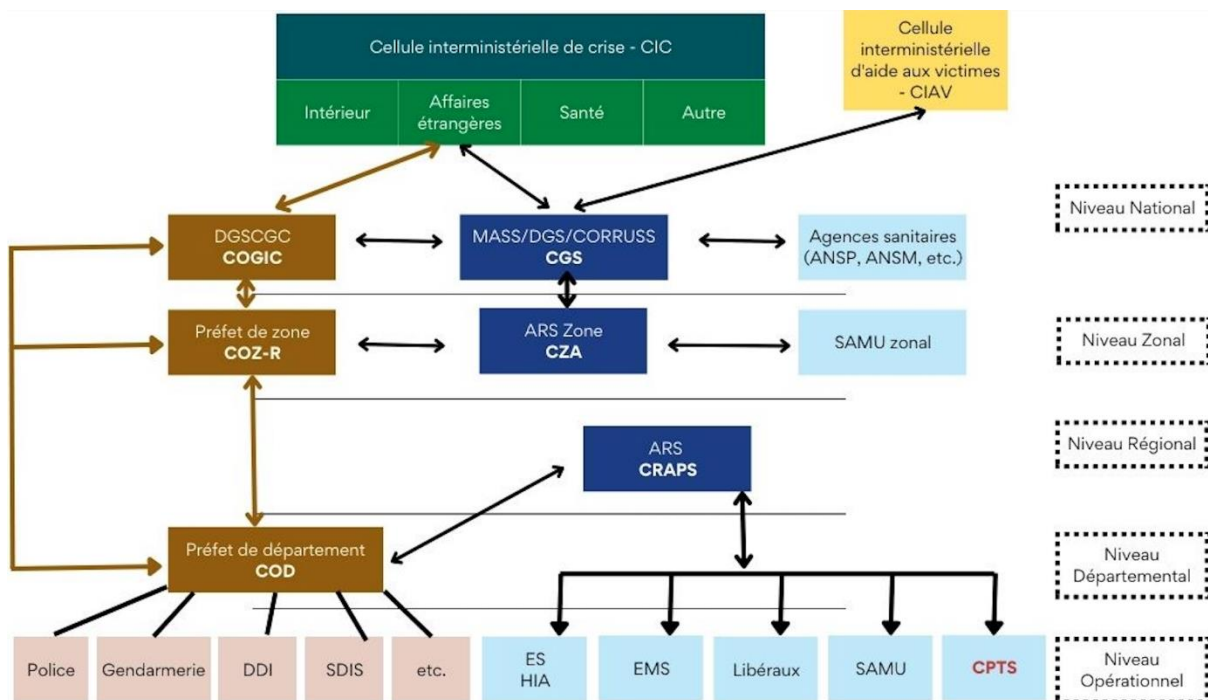 Cellule interministérielle de crise - CIC
Intérieur
Affaires
étrangères
Santé
Autre
Cellule
interministérielle
d'aide aux victimes
- CIAV
DGSCGC
COGIC
MASS/DGS/CORRUSS
CGS
Agences sanitaires
(ANSP, ANSM, etc.)
Niveau National
Préfet de zone
COZ-R
ARS Zone
CZA
SAMU zonal
Niveau Zonal
ARS
CRAPS
Niveau Régional
Préfet de département
COD
Niveau
Départemental
Police
Gendarmerie
DDI
SDIS
etc.
ES
HIA
EMS
Libéraux
SAMU
CPTS
Niveau
Opérationnel